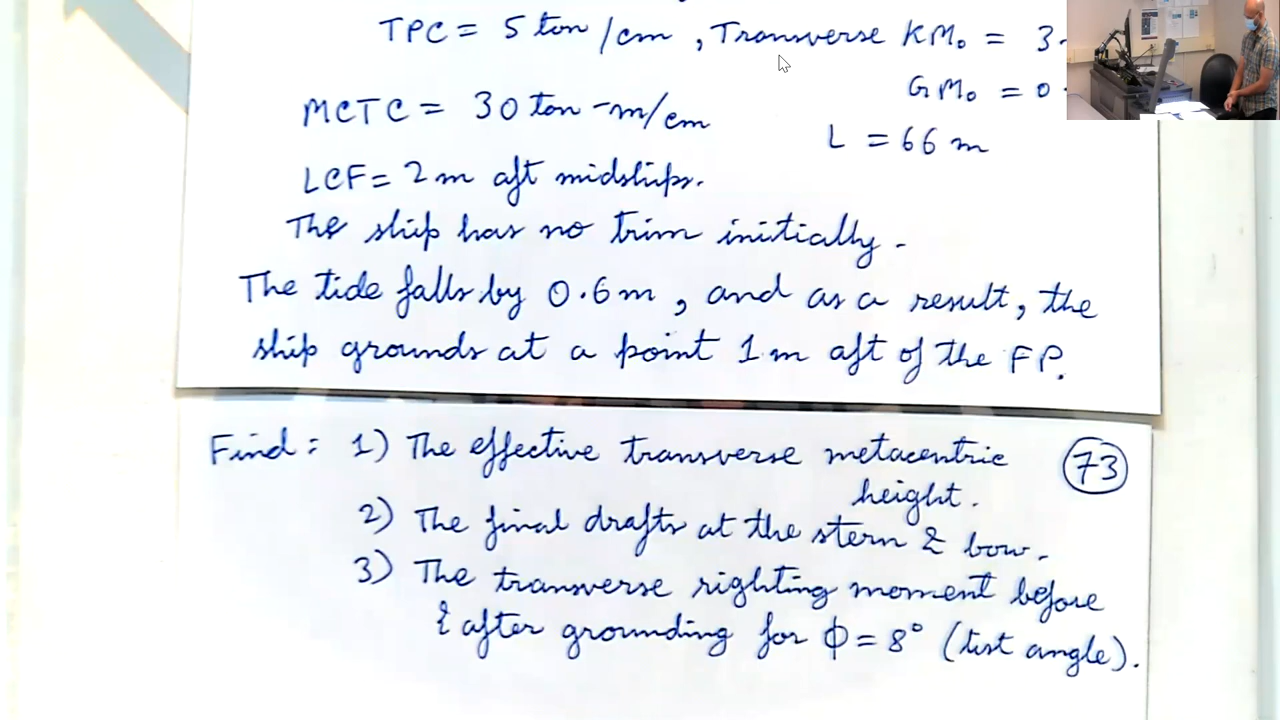 TPC = 5 ton/cm, Transverse KM₀ = 3
GM₀ = 0
MCTC = 30 ton-m/cm
L = 66 m
LCF = 2m aft midships.
The ship has no trim initially.
The tide falls by 0.6m, and as a result, the
ship grounds at a point 1m aft of the FP.
Find: 1) The effective transverse metacentric
height.
73
2) The final drafts at the stern & bow.
3) The transverse righting moment before
& after grounding for ϕ = 8° (list angle).